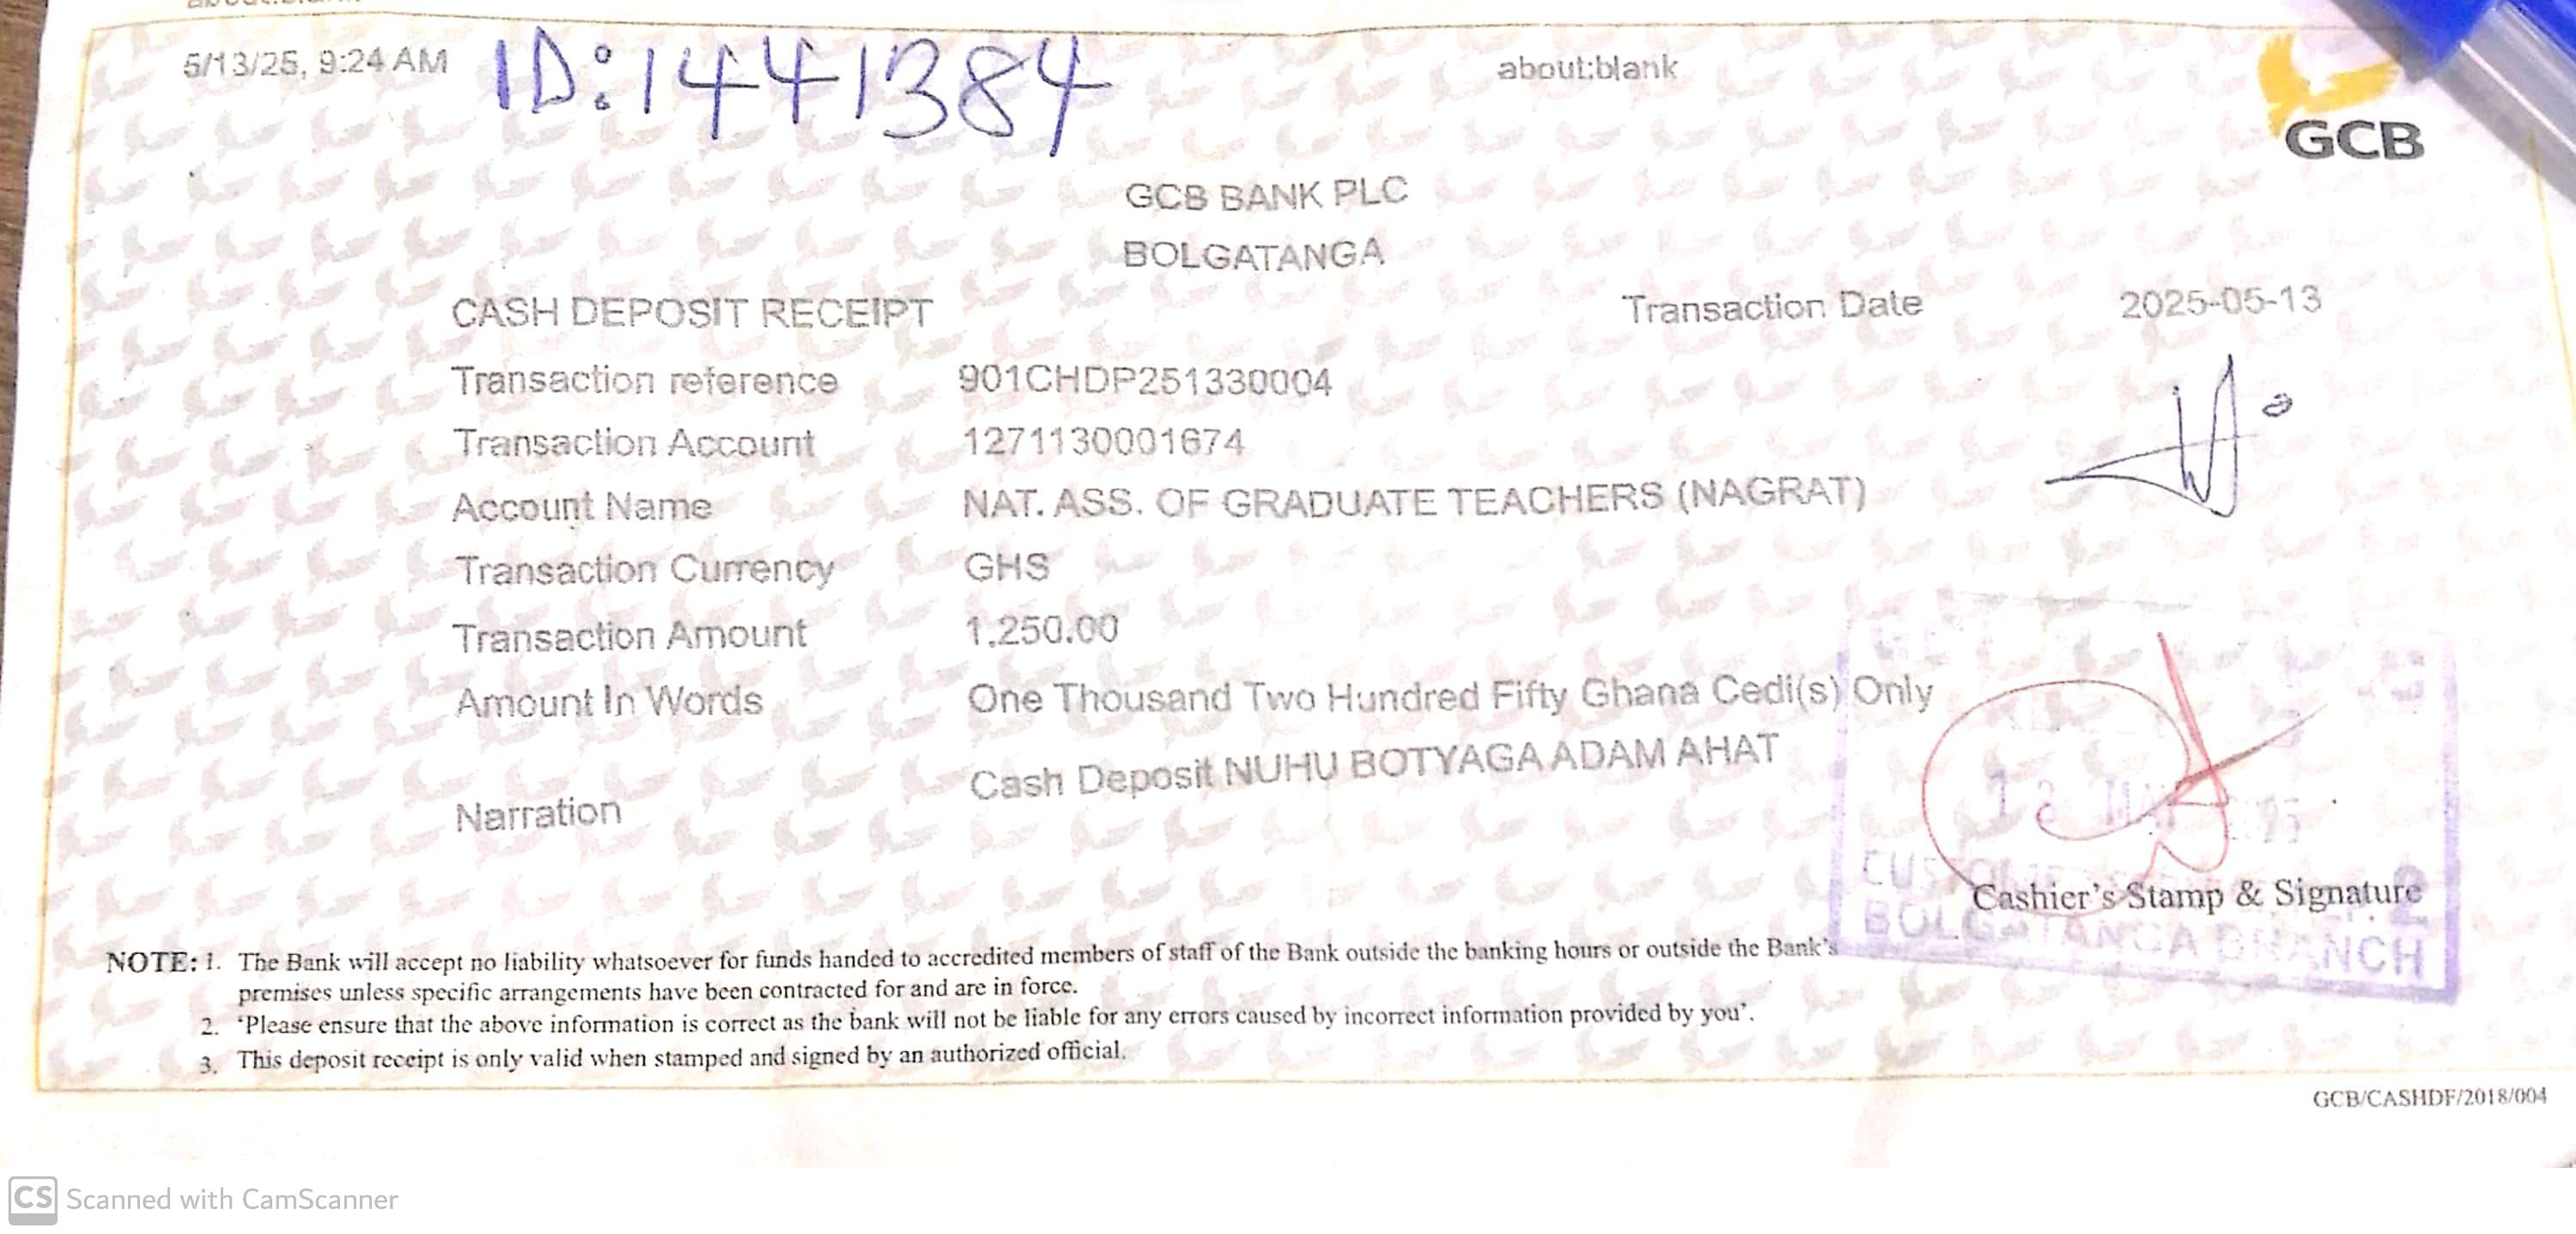 5/13/25, 9:24 AM
ID:1441384
about:blank
GCB
GCB BANK PLC
BOLGATANGA
CASH DEPOSIT RECEIPT
Transaction Date 2025-05-13
Transaction reference 901CHDP251330004
Transaction Account 1271130001674
Account Name NAT. ASS. OF GRADUATE TEACHERS (NAGRAT)
Transaction Currency GHS
Transaction Amount 1,250.00
Amount In Words One Thousand Two Hundred Fifty Ghana Cedi(s) Only
Narration Cash Deposit NUHU BOTYAGA ADAM AHAT
Cashier's Stamp & Signature
BOLGATANGA BRANCH
NOTE: 1. The Bank will accept no liability whatsoever for funds handed to accredited members of staff of the Bank outside the banking hours or outside the Bank's
premises unless specific arrangements have been contracted for and are in force.
2. 'Please ensure that the above information is correct as the bank will not be liable for any errors caused by incorrect information provided by you'.
3. This deposit receipt is only valid when stamped and signed by an authorized official.
GCB/CASHDF/2018/004
CS Scanned with CamScanner